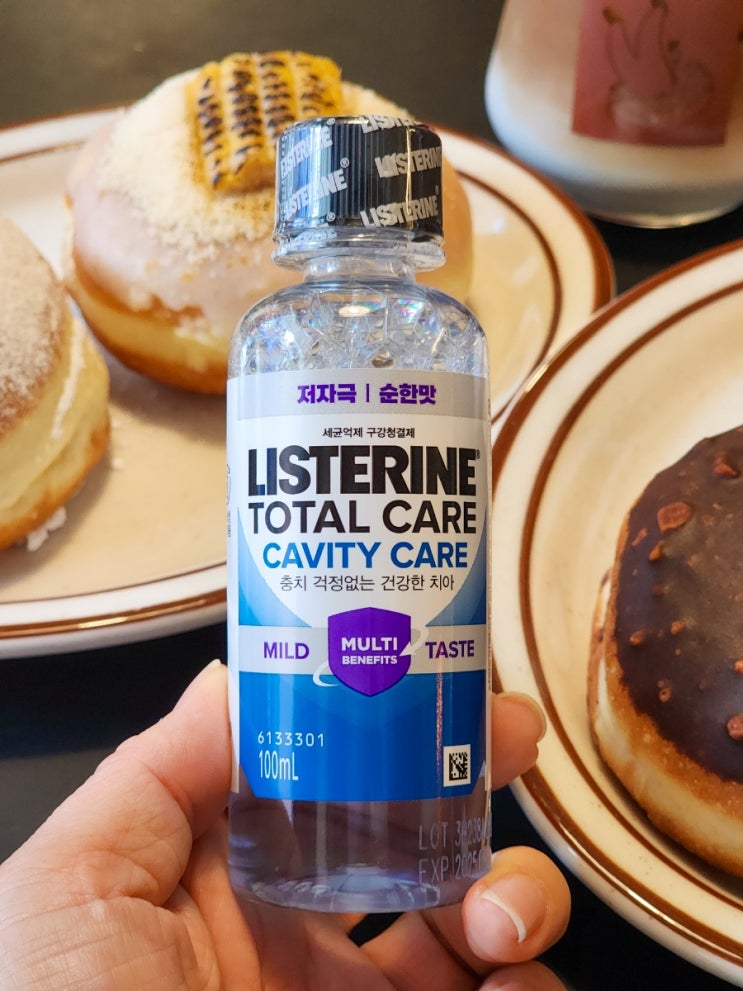 LISTERINE
LISTERINE
LISTERINE
저자극 | 순한맛
세균억제 구강청결제
LISTERINE®
TOTAL CARE
CAVITY CARE
충치 걱정없는 건강한 치아
MILD
MULTI
BENEFITS
TASTE
6133301
100mL
LOT
EXP